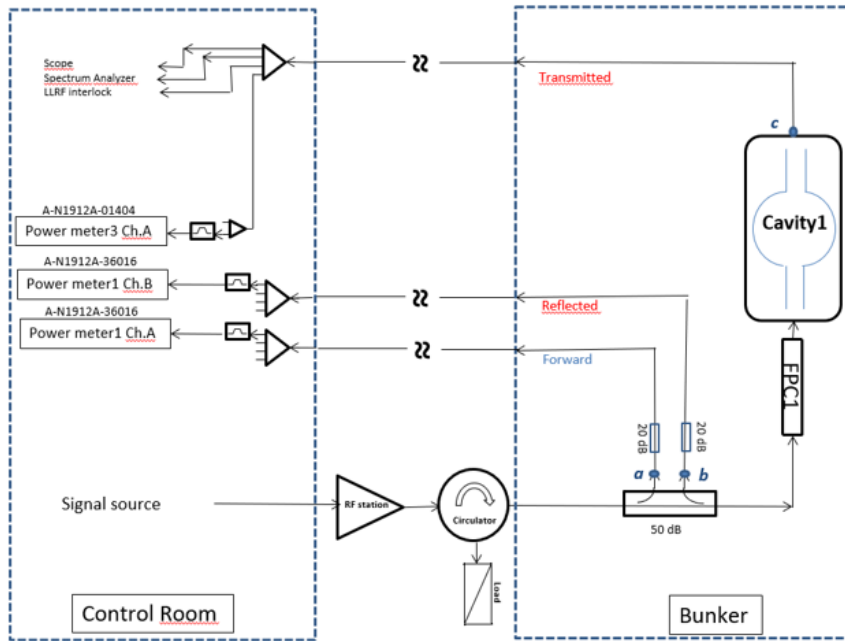 Scope
Spectrum Analyzer
LLRF interlock
Transmitted
c
Cavity1
A-N1912A-01404
Power meter3 Ch.A
A-N1912A-36016
Power meter1 Ch.B
Reflected
A-N1912A-36016
Power meter1 Ch.A
Forward
FPC1
20 dB
20 dB
a
b
Signal source
RF station
Circulator
50 dB
Load
Control Room
Bunker